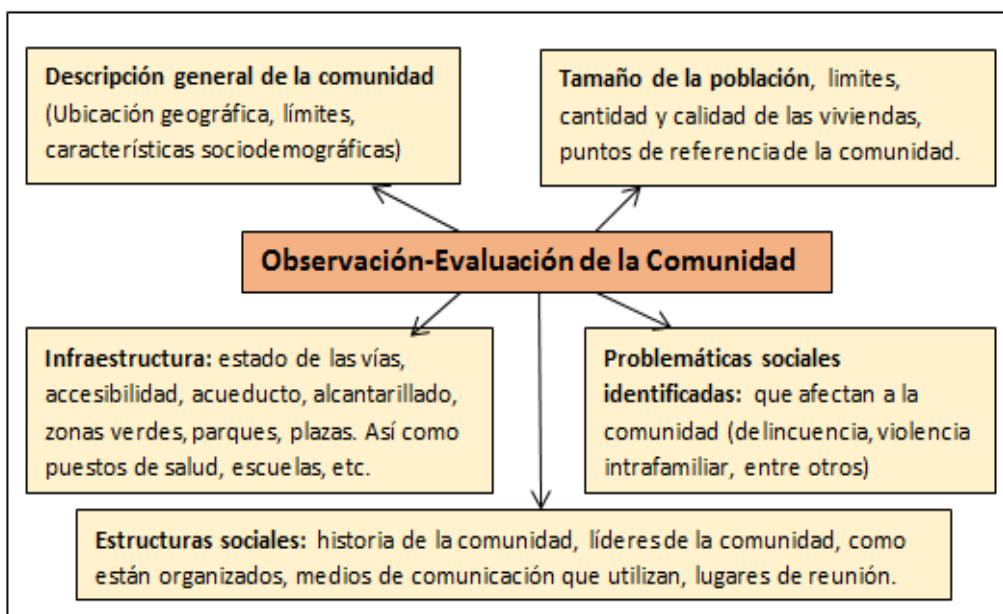 Descripción general de la comunidad
(Ubicación geográfica, límites,
características sociodemográficas)
Tamaño de la población, limites,
cantidad y calidad de las viviendas,
puntos de referencia de la comunidad.
Observación-Evaluación de la Comunidad
Infraestructura: estado de las vías,
accesibilidad, acueducto, alcantarillado,
zonas verdes, parques, plazas. Así como
puestos de salud, escuelas, etc.
Problemáticas sociales
identificadas: que afectan a la
comunidad (delincuencia, violencia
intrafamiliar, entre otros)
Estructuras sociales: historia de la comunidad, líderes de la comunidad, como
están organizados, medios de comunicación que utilizan, lugares de reunión.